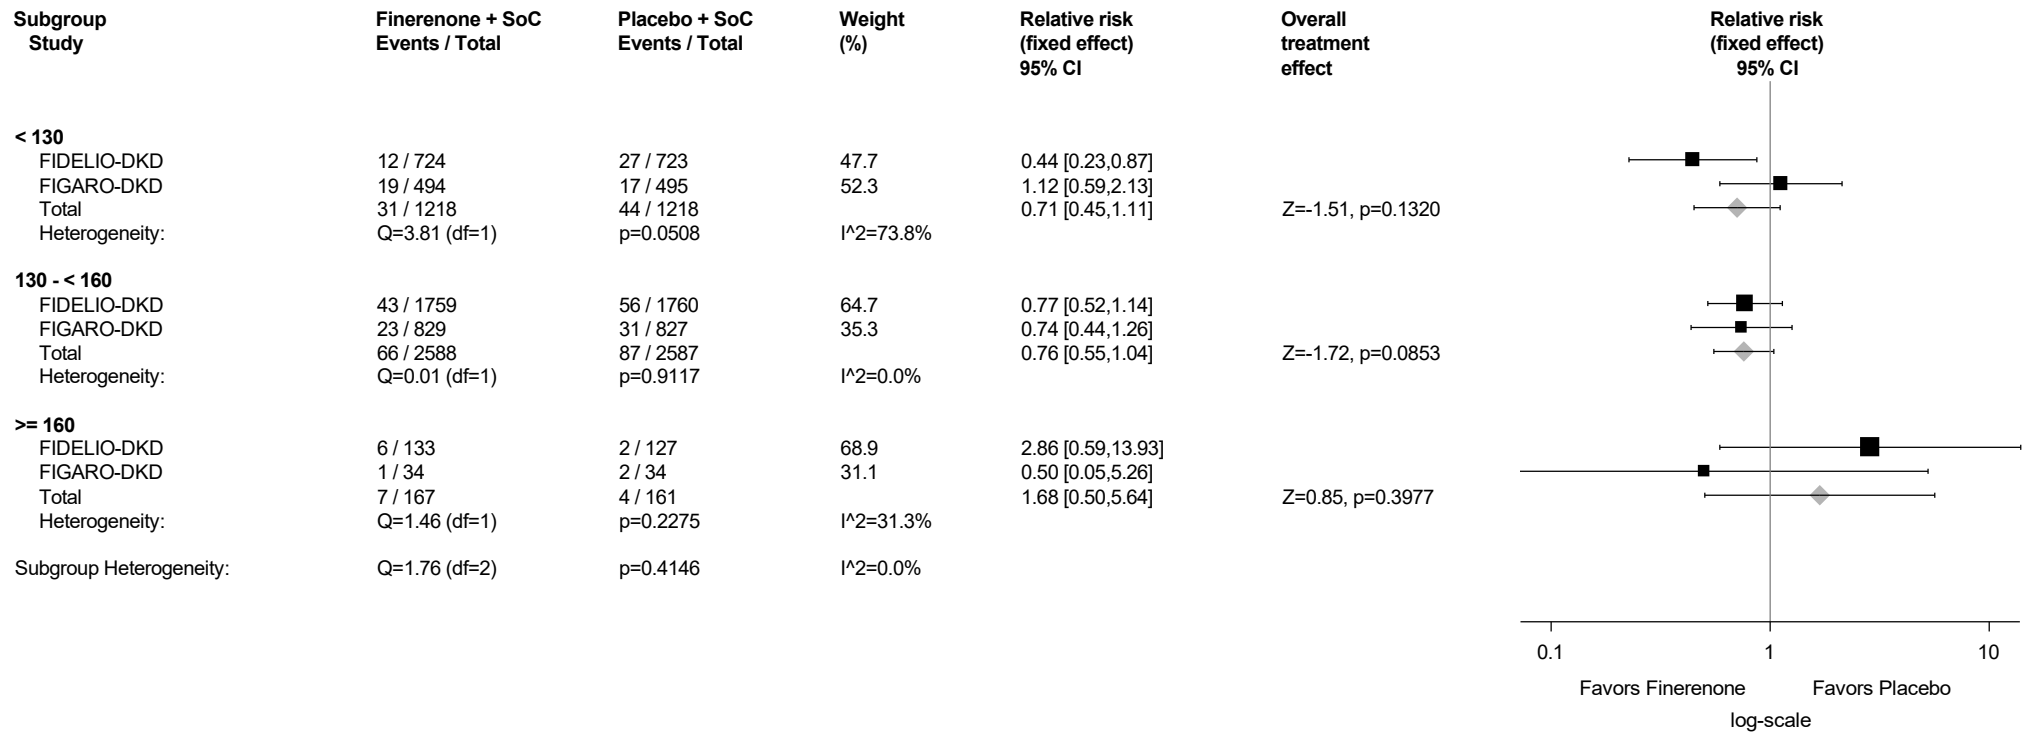 Subgroup Finerenone + SoC Placebo + SoC Weight Relative risk Overall Relative risk
Study Events / Total Events / Total (%) (fixed effect) treatment (fixed effect)
95% CI effect 95% CI
< 130
FIDELIO-DKD 12 / 724 27 / 723 47.7 0.44 [0.23,0.87]
FIGARO-DKD 19 / 494 17 / 495 52.3 1.12 [0.59,2.13]
Total 31 / 1218 44 / 1218 0.71 [0.45,1.11] Z=-1.51, p=0.1320
Heterogeneity: Q=3.81 (df=1) p=0.0508 I^2=73.8%
130 - < 160
FIDELIO-DKD 43 / 1759 56 / 1760 64.7 0.77 [0.52,1.14]
FIGARO-DKD 23 / 829 31 / 827 35.3 0.74 [0.44,1.26]
Total 66 / 2588 87 / 2587 0.76 [0.55,1.04] Z=-1.72, p=0.0853
Heterogeneity: Q=0.01 (df=1) p=0.9117 I^2=0.0%
>= 160
FIDELIO-DKD 6 / 133 2 / 127 68.9 2.86 [0.59,13.93]
FIGARO-DKD 1 / 34 2 / 34 31.1 0.50 [0.05,5.26]
Total 7 / 167 4 / 161 1.68 [0.50,5.64] Z=0.85, p=0.3977
Heterogeneity: Q=1.46 (df=1) p=0.2275 I^2=31.3%
Subgroup Heterogeneity: Q=1.76 (df=2) p=0.4146 I^2=0.0%
0.1 1 10
Favors Finerenone Favors Placebo
log-scale